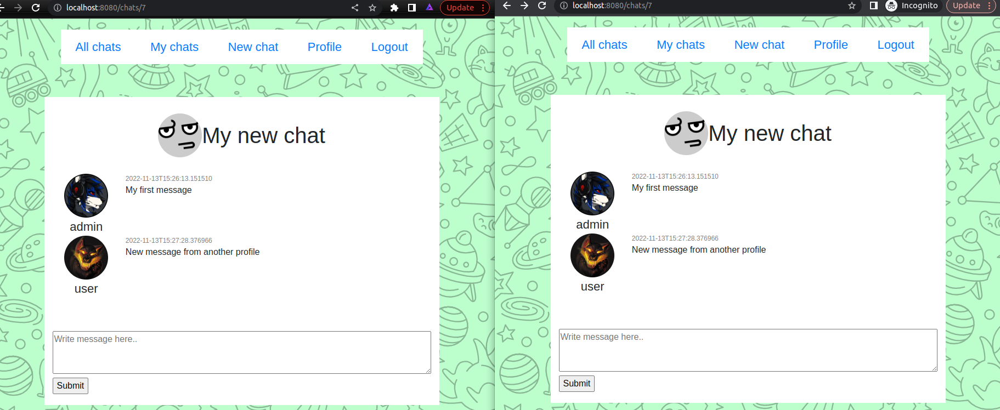 localhost:8080/chats/7
Update
All chats
My chats
New chat
Profile
Logout
My new chat
2022-11-13T15:26:13.151510
My first message
admin
2022-11-13T15:27:28.376966
New message from another profile
user
Write message here..
Submit
localhost:8080/chats/7
Incognito
Update
All chats
My chats
New chat
Profile
Logout
My new chat
2022-11-13T15:26:13.151510
My first message
admin
2022-11-13T15:27:28.376966
New message from another profile
user
Write message here..
Submit